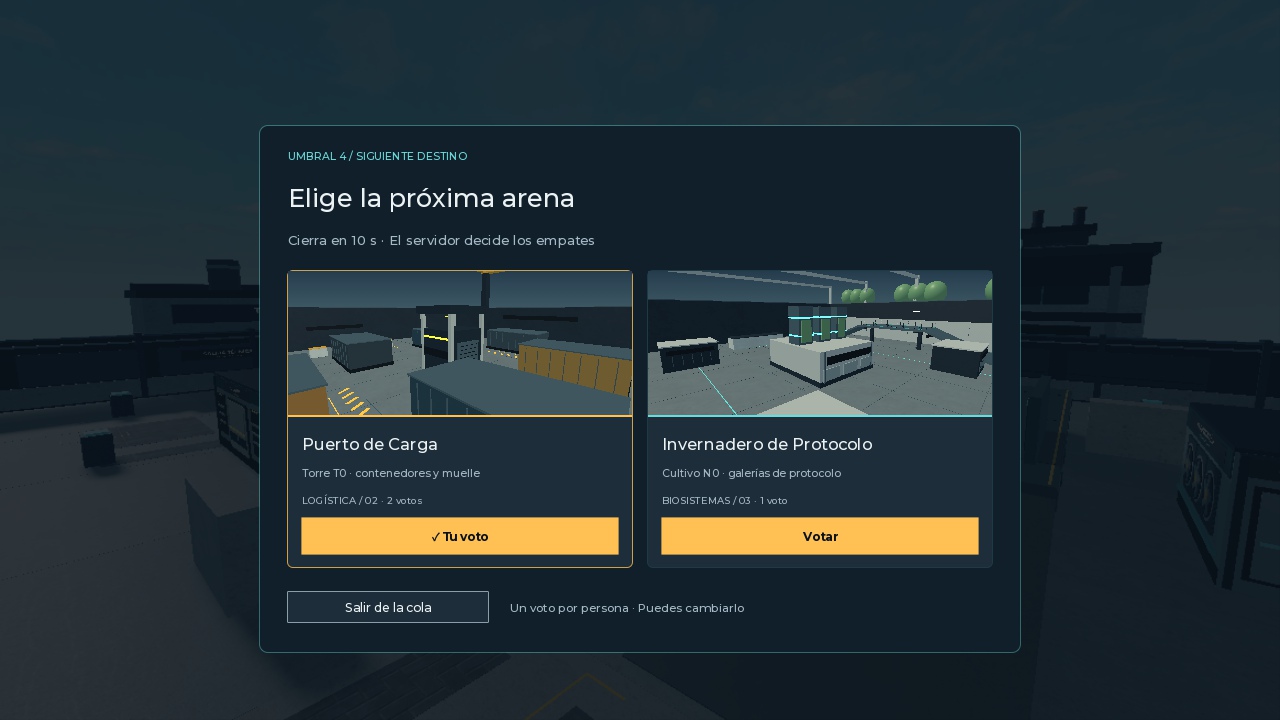 UMBRAL 4 / SIGUIENTE DESTINO
Elige la próxima arena
Cierra en 10 s · El servidor decide los empates
Puerto de Carga
Torre T0 · contenedores y muelle
LOGÍSTICA / 02 · 2 votos
✓ Tu voto
Invernadero de Protocolo
Cultivo N0 · galerías de protocolo
BIOSISTEMAS / 03 · 1 voto
Votar
Salir de la cola
Un voto por persona · Puedes cambiarlo